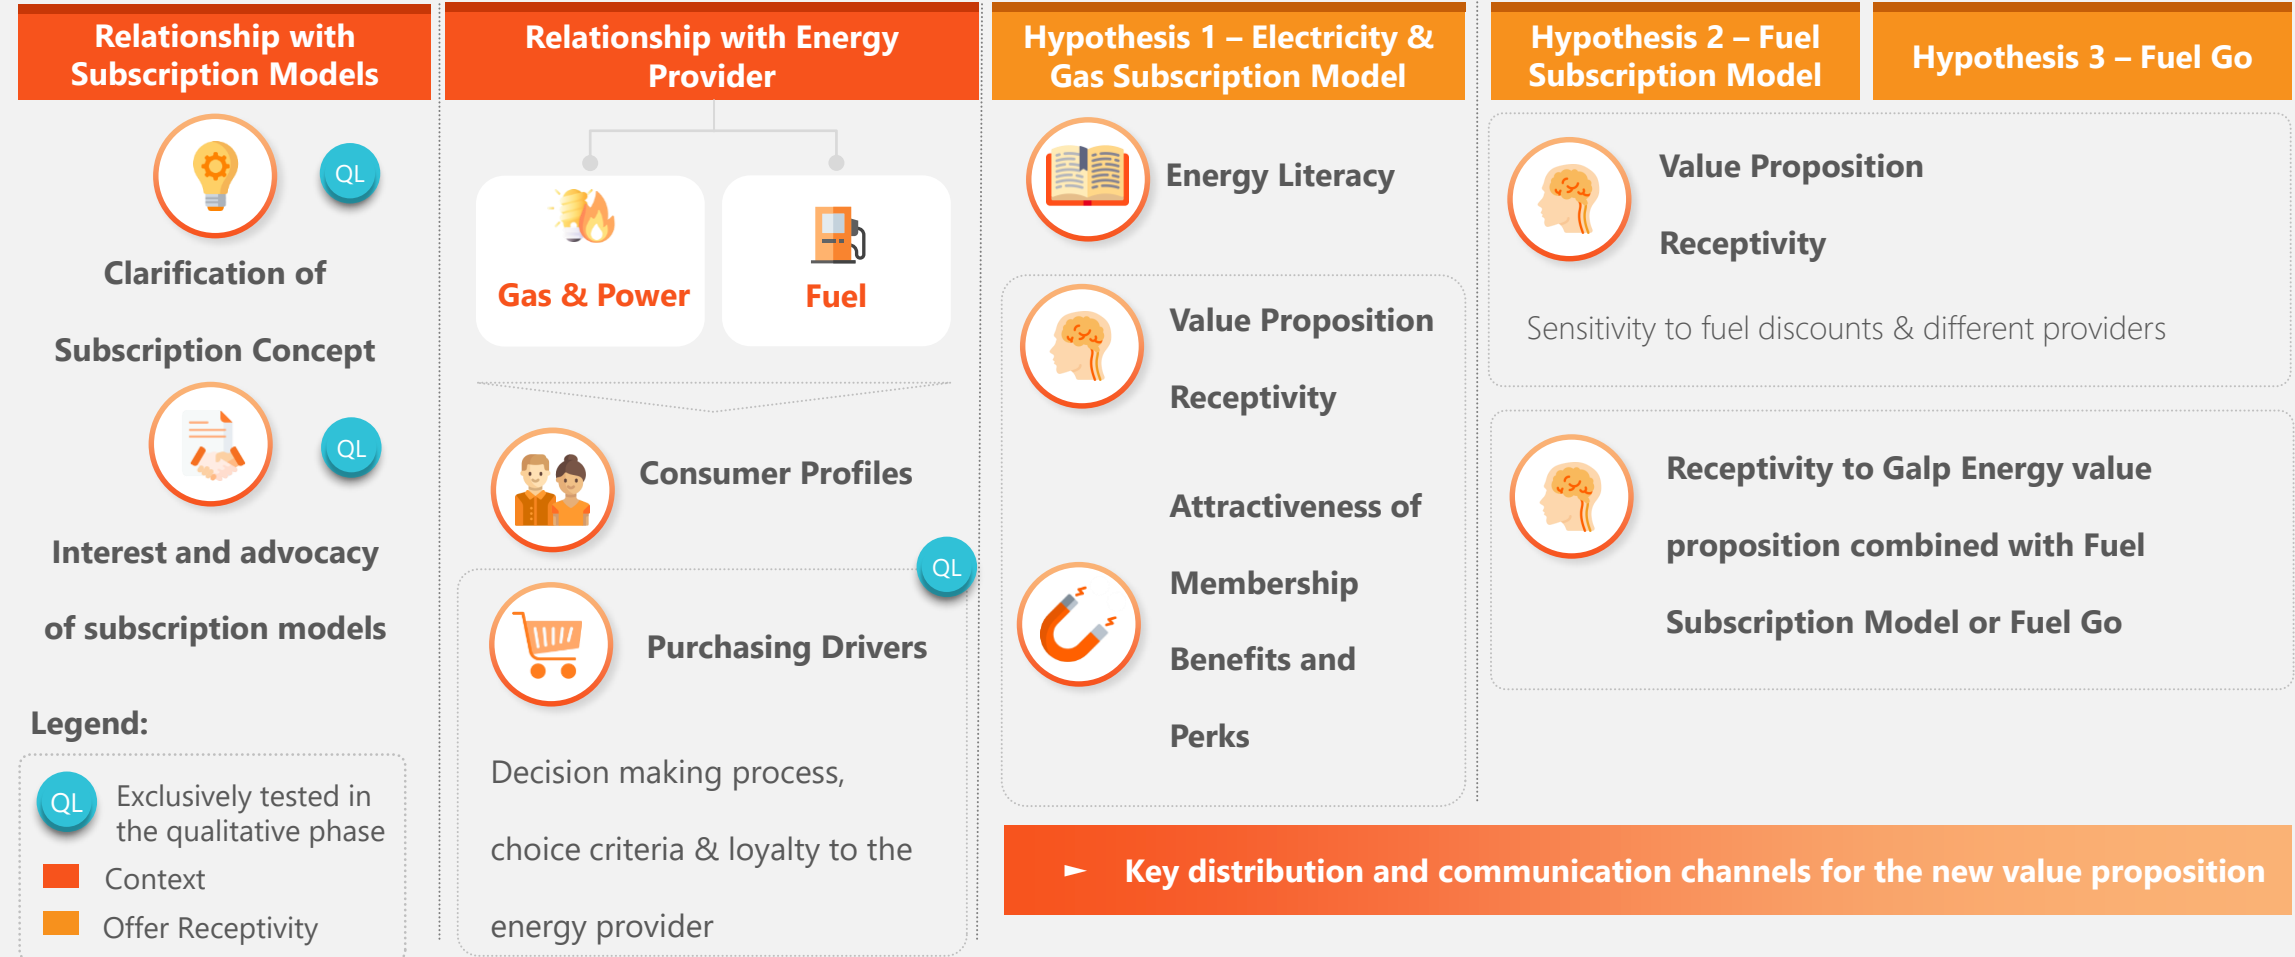 Relationship with
Subscription Models
QL
Clarification of
Subscription Concept
QL
Interest and advocacy
of subscription models
Legend:
QL
Exclusively tested in
the qualitative phase
Context
Offer Receptivity
Relationship with Energy
Provider
Gas & Power
Fuel
Consumer Profiles
QL
Purchasing Drivers
Decision making process,
choice criteria & loyalty to the
energy provider
Hypothesis 1 – Electricity &
Gas Subscription Model
Energy Literacy
Value Proposition
Receptivity
Attractiveness of
Membership
Benefits and
Perks
Hypothesis 2 – Fuel
Subscription Model
Hypothesis 3 – Fuel Go
Value Proposition
Receptivity
Sensitivity to fuel discounts & different providers
Receptivity to Galp Energy value
proposition combined with Fuel
Subscription Model or Fuel Go
► Key distribution and communication channels for the new value proposition